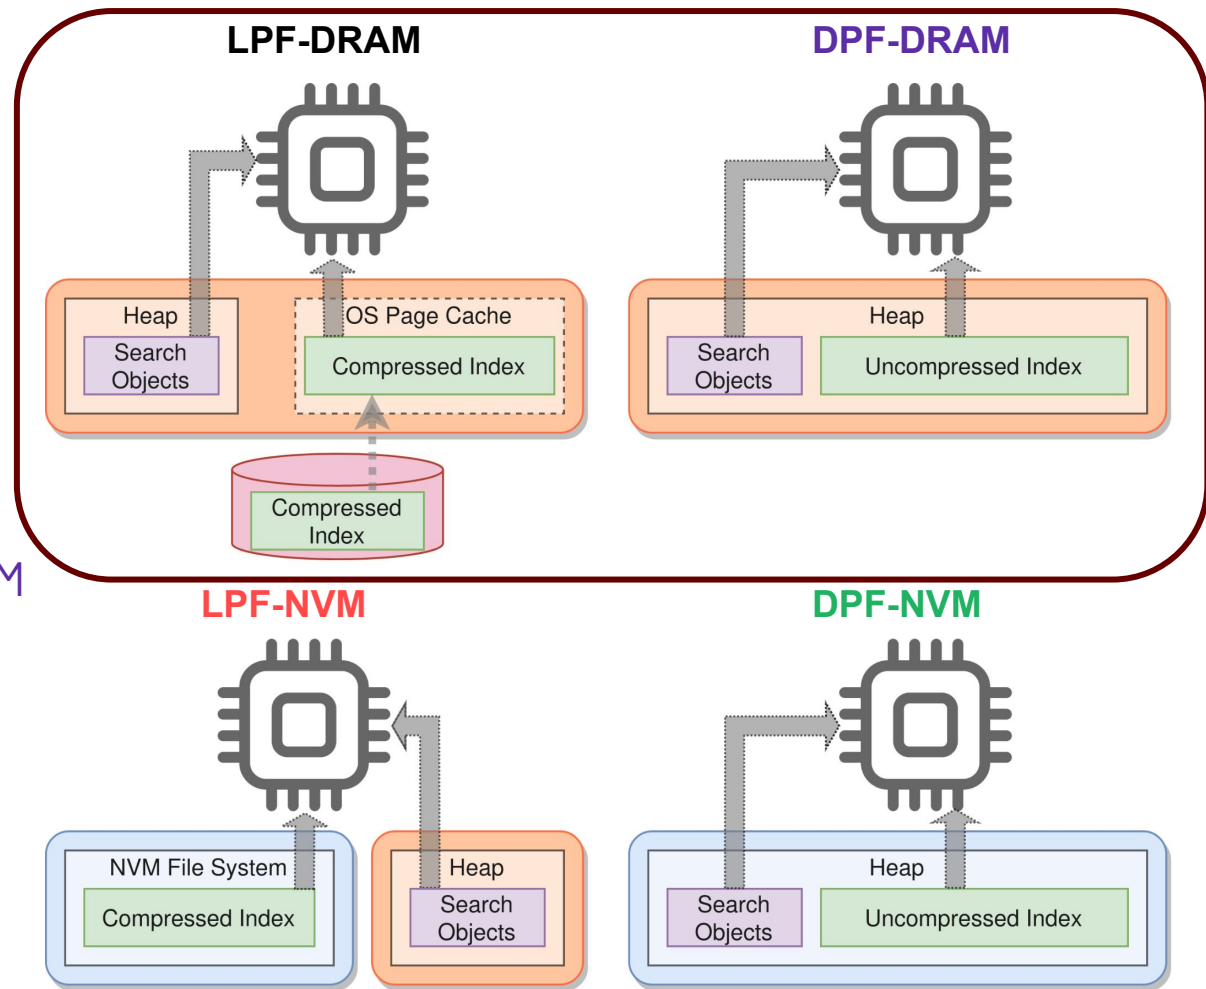 LPF-DRAM
DPF-DRAM
Heap
Search
Objects
OS Page Cache
Compressed Index
Compressed
Index
Heap
Search
Objects
Uncompressed Index
M
LPF-NVM
DPF-NVM
NVM File System
Compressed Index
Heap
Search
Objects
Heap
Search
Objects
Uncompressed Index